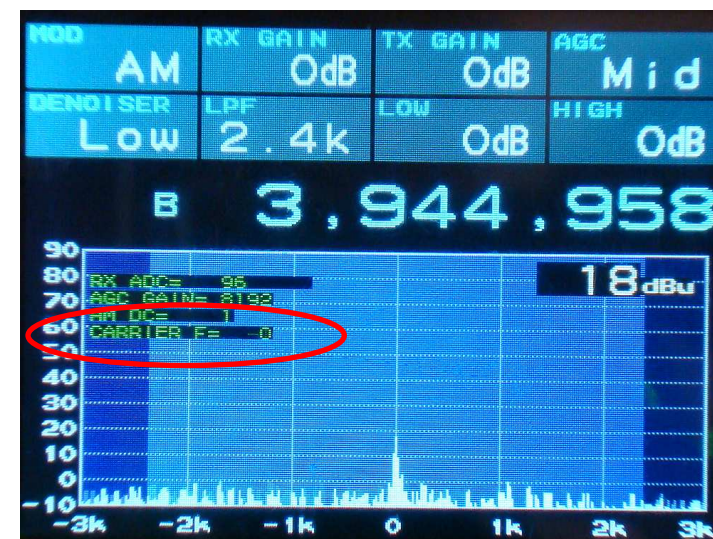 MOD RX GAIN TX GAIN AGC
AM 0dB 0dB Mid
DENOISER LPF LOW HIGH
Low 2.4k 0dB 0dB
B 3,944,958
90
80 RX ADC= 96 18dBu
70 AGC GAIN= 8192
AM DC= 1
60 CARRIER F= -0
50
40
30
20
10
0
-10
-3k -2k -1k 0 1k 2k 3k